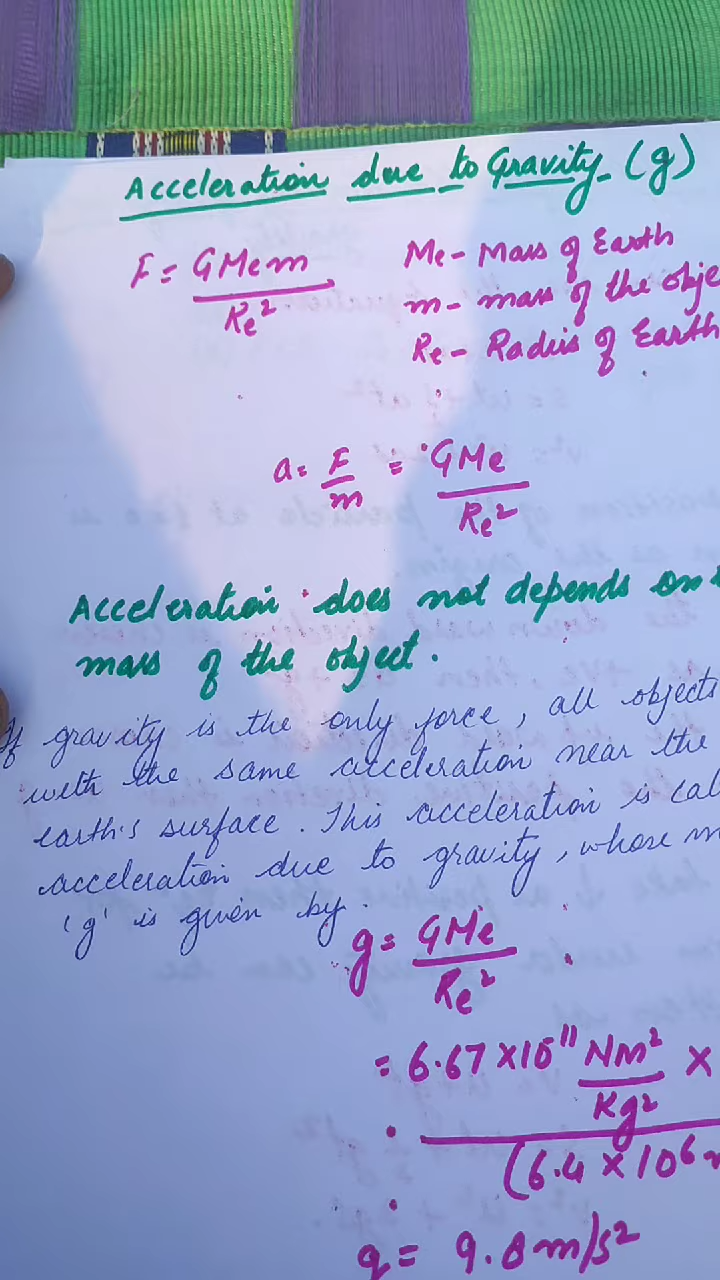 Acceleration due to Gravity (g)
F = GMem / Re²
Me - Mass of Earth
m - mass of the obje
Re - Radius of Earth
a = F/m = GMe / Re²
Acceleration does not depends on
mass of the object.
If gravity is the only force, all objects
with the same acceleration near the
earth's surface. This acceleration is cal
acceleration due to gravity, whose m
'g' is given by.
g = GMe / Re²
= 6.67 × 10⁻¹¹ Nm² / Kg² ×
(6.4 × 10⁶ m
g = 9.8 m/s²